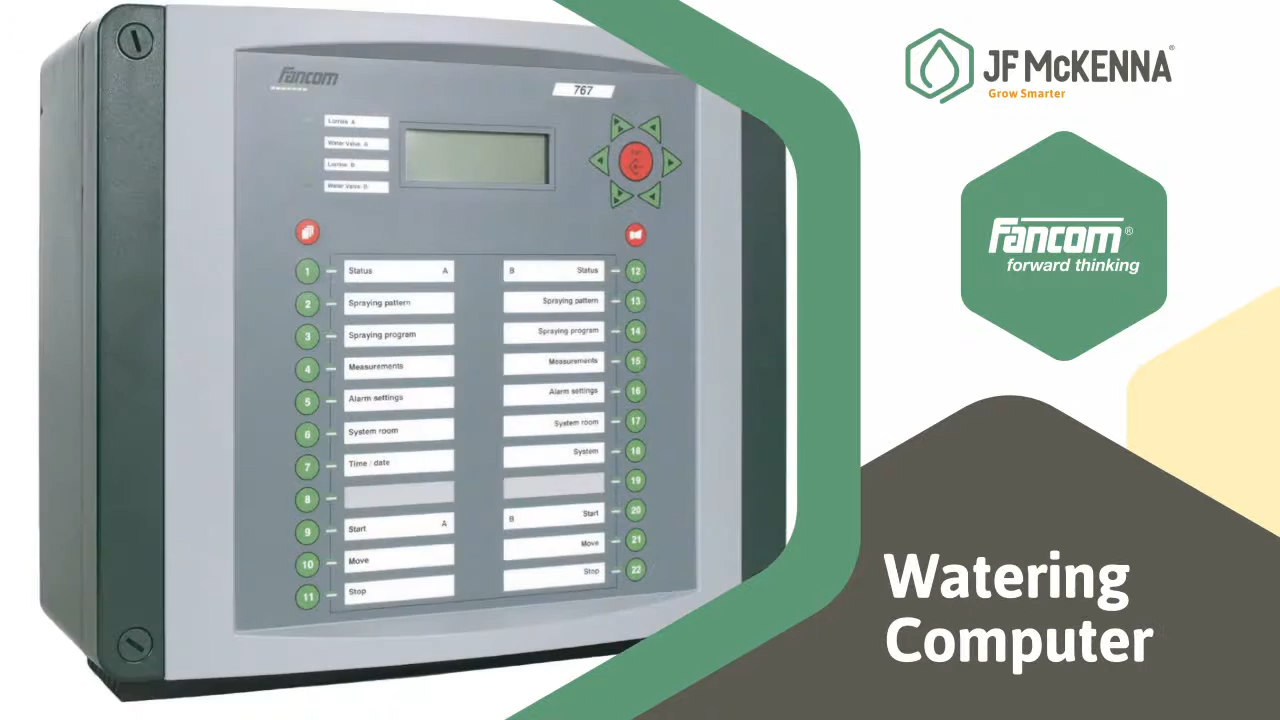 Fancom
767
Lumina A
Water Valve A
Lumina B
Water Valve B
1 Status A
2 Spraying pattern
3 Spraying program
4 Measurements
5 Alarm settings
6 System room
7 Time / date
8
9 Start A
10 Move
11 Stop
B Status 12
Spraying pattern 13
Spraying program 14
Measurements 15
Alarm settings 16
System room 17
System 18
19
B Start 20
Move 21
Stop 22
JF McKENNA®
Grow Smarter
Fancom®
forward thinking
Watering
Computer